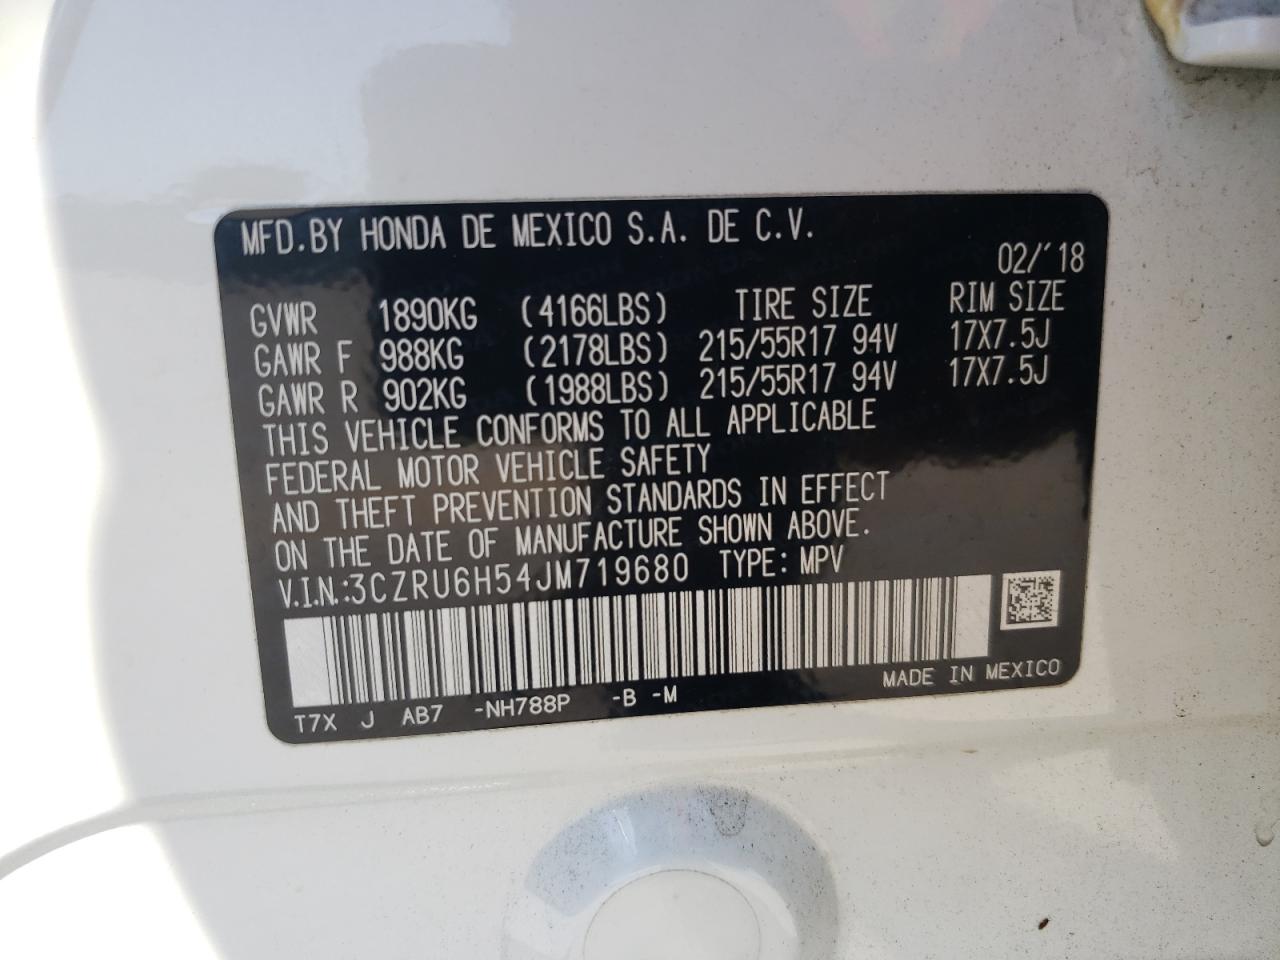 MFD.BY HONDA DE MEXICO S.A. DE C.V.
02/'18
GVWR 1890KG (4166LBS) TIRE SIZE RIM SIZE
GAWR F 988KG (2178LBS) 215/55R17 94V 17X7.5J
GAWR R 902KG (1988LBS) 215/55R17 94V 17X7.5J
THIS VEHICLE CONFORMS TO ALL APPLICABLE
FEDERAL MOTOR VEHICLE SAFETY
AND THEFT PREVENTION STANDARDS IN EFFECT
ON THE DATE OF MANUFACTURE SHOWN ABOVE.
V.I.N.:3CZRU6H54JM719680 TYPE: MPV
MADE IN MEXICO
T7X J AB7 -NH788P -B -M